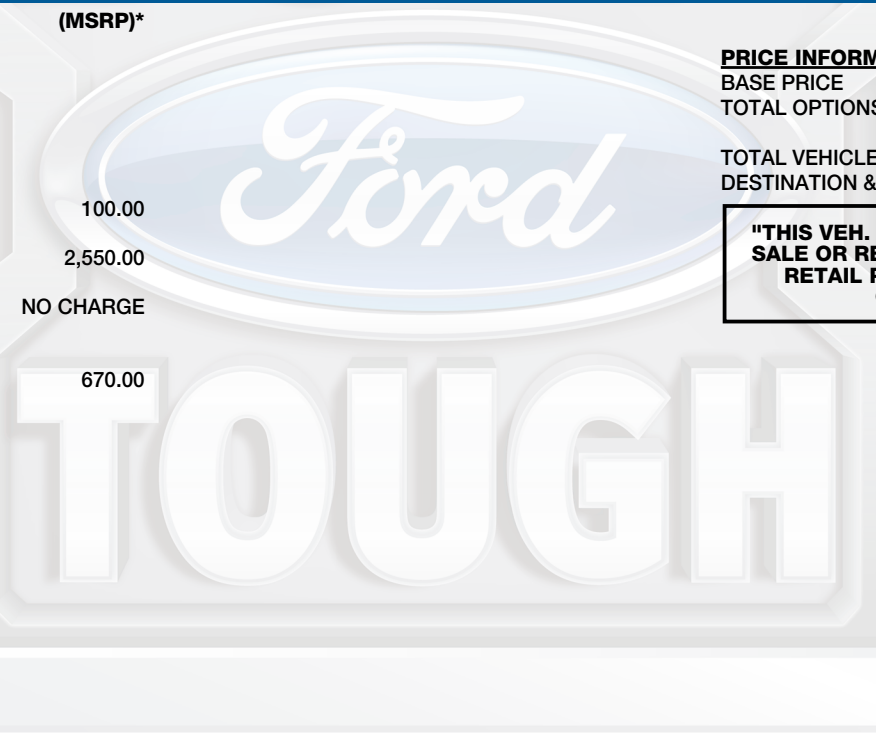 (MSRP)*
100.00
2,550.00
NO CHARGE
670.00
PRICE INFORM
BASE PRICE
TOTAL OPTIONS
TOTAL VEHICLE
DESTINATION &
"THIS VEH.
SALE OR RE
RETAIL
Ford
TOUGH